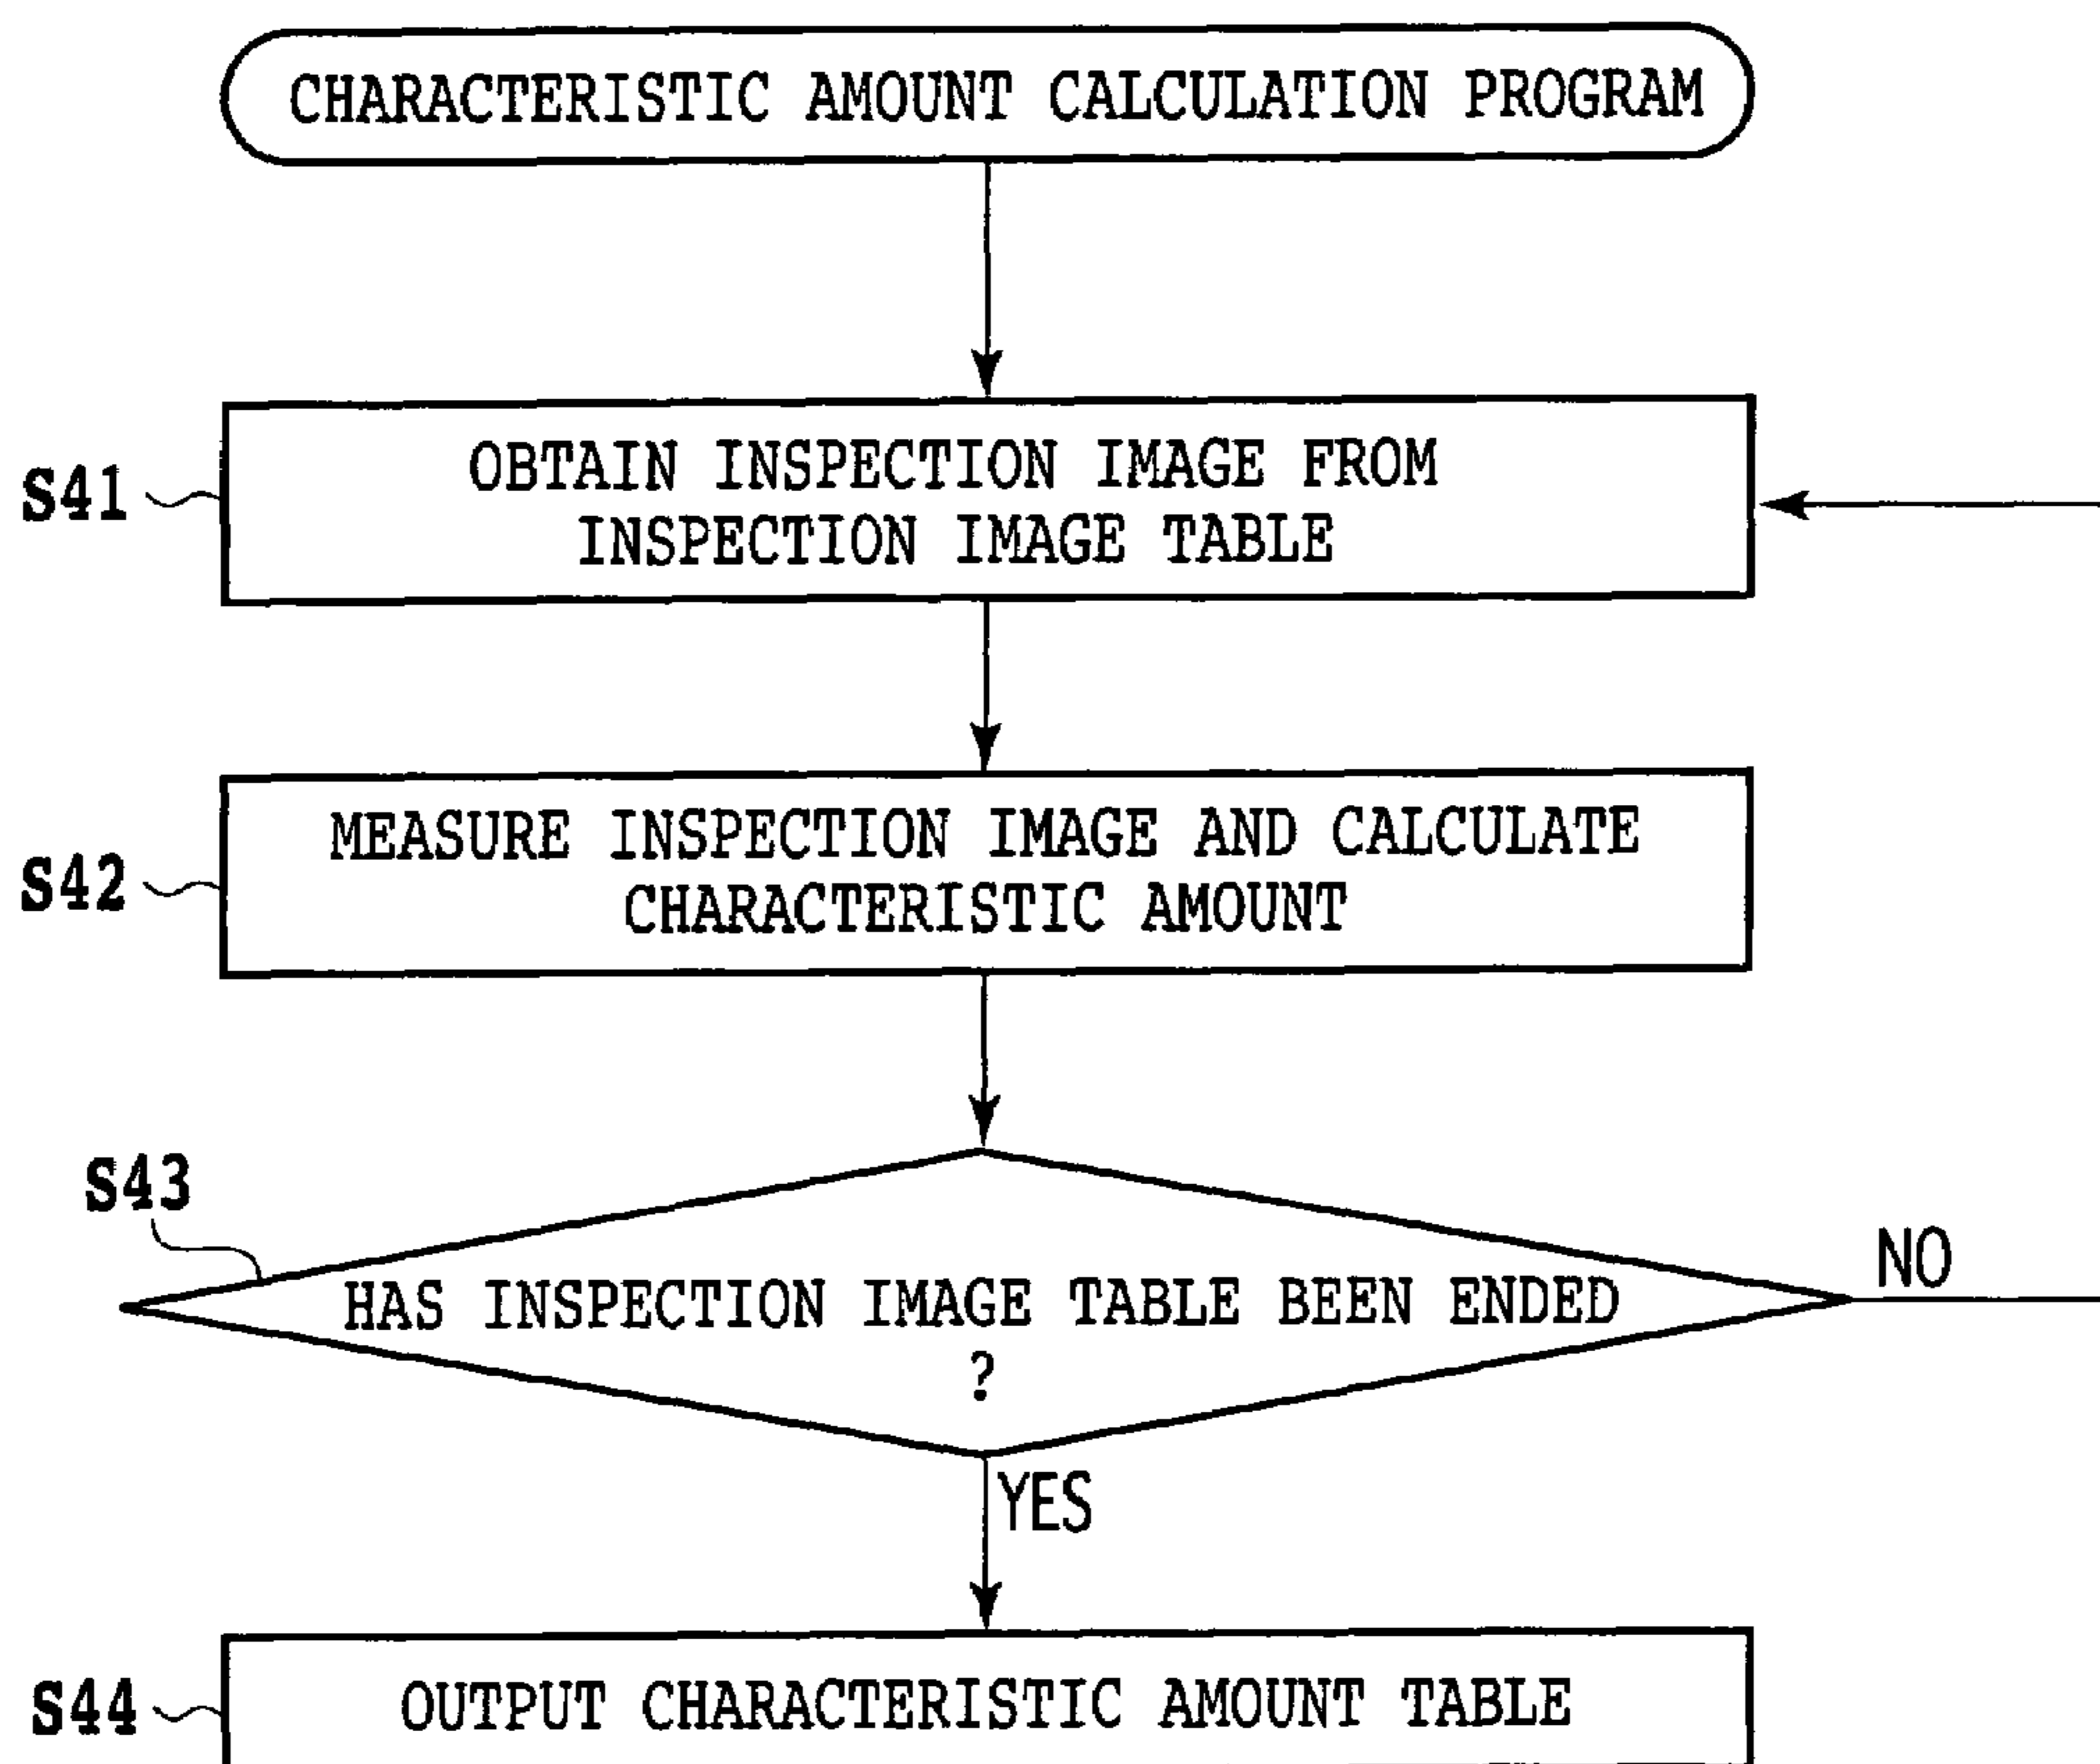 CHARACTERISTIC AMOUNT CALCULATION PROGRAM
S41
OBTAIN INSPECTION IMAGE FROM
INSPECTION IMAGE TABLE
S42
MEASURE INSPECTION IMAGE AND CALCULATE
CHARACTERISTIC AMOUNT
S43
HAS INSPECTION IMAGE TABLE BEEN ENDED
?
NO
YES
S44
OUTPUT CHARACTERISTIC AMOUNT TABLE